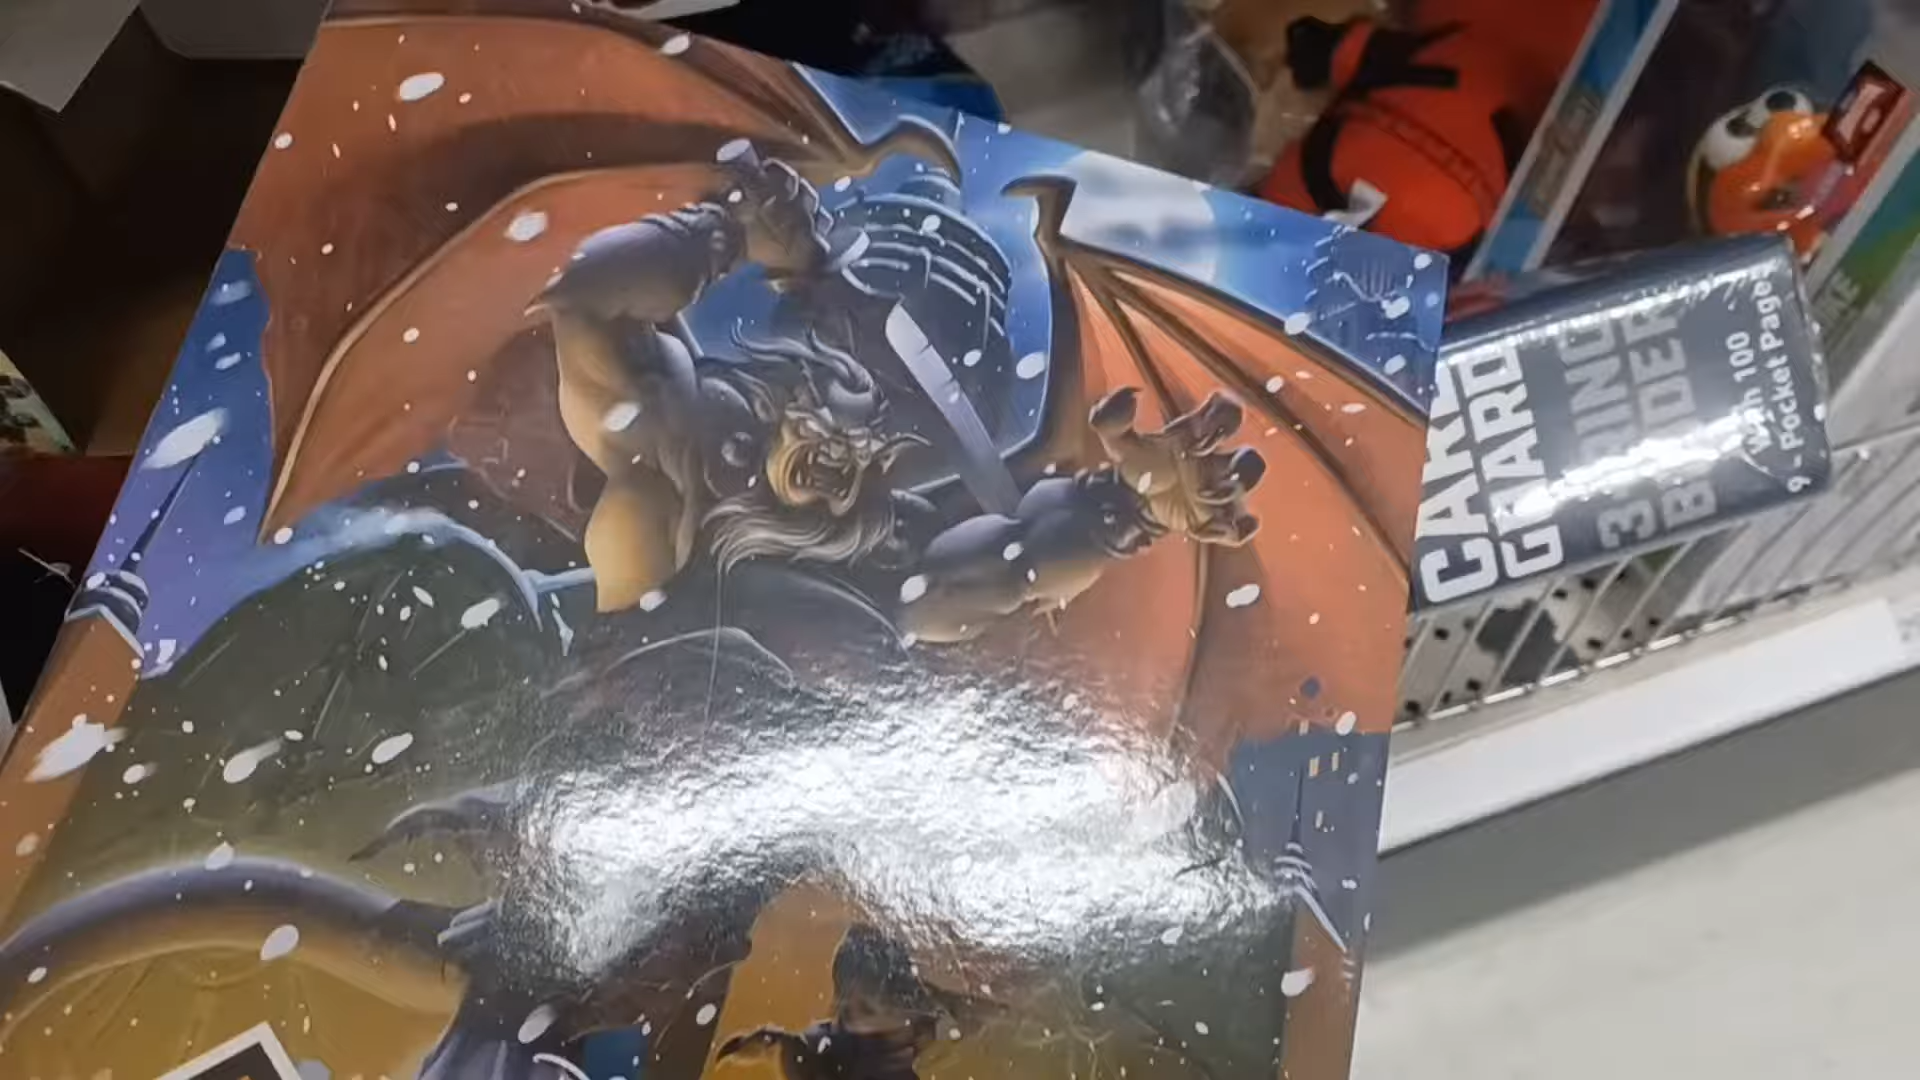 CARD
GUARD
3 RING
BINDER
With 100
9 - Pocket Pages